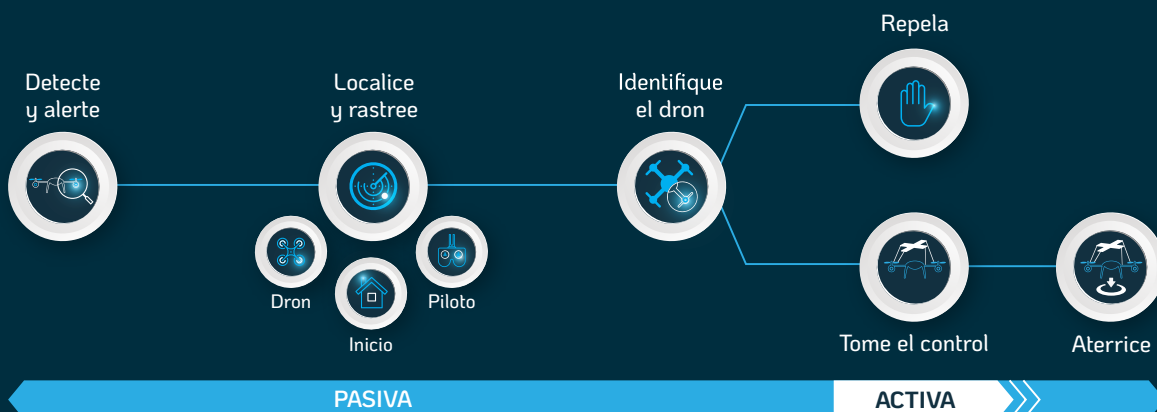 Detecte
y alerte
Localice
y rastree
Dron
Inicio
Piloto
Identifique
el dron
Repela
Tome el control
Aterrice
PASIVA
ACTIVA